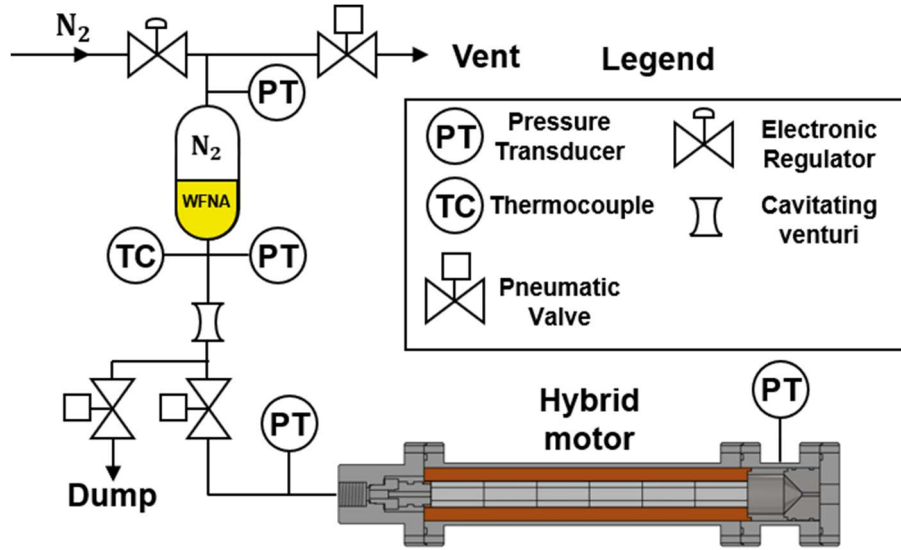 N₂
Vent
PT
N₂
WFNA
TC
PT
Dump
PT
Hybrid
motor
PT
Legend
PT
Pressure
Transducer
Electronic
Regulator
TC
Thermocouple
Cavitating
venturi
Pneumatic
Valve